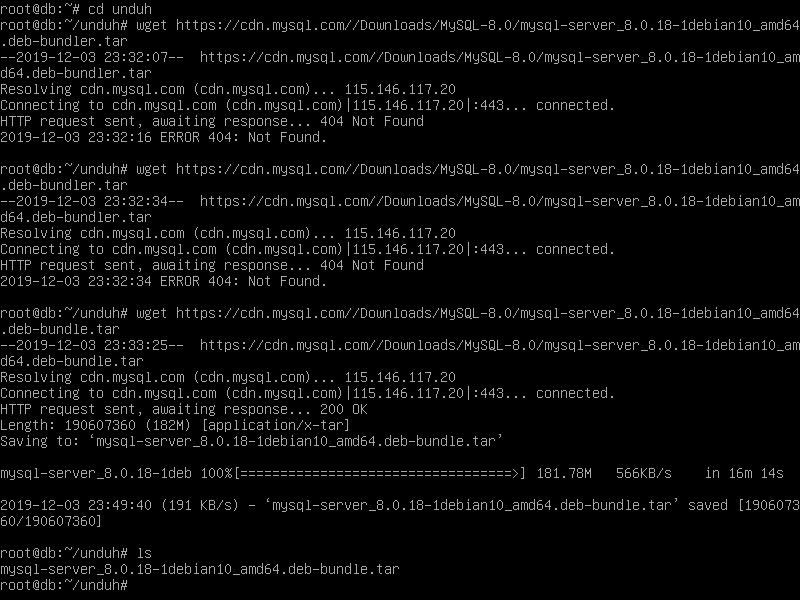 root@db:~# cd unduh
root@db:~/unduh# wget https://cdn.mysql.com//Downloads/MySQL-8.0/mysql-server_8.0.18-1debian10_amd64
.deb-bundler.tar
--2019-12-03 23:32:07--  https://cdn.mysql.com//Downloads/MySQL-8.0/mysql-server_8.0.18-1debian10_am
d64.deb-bundler.tar
Resolving cdn.mysql.com (cdn.mysql.com)... 115.146.117.20
Connecting to cdn.mysql.com (cdn.mysql.com)|115.146.117.20|:443... connected.
HTTP request sent, awaiting response... 404 Not Found
2019-12-03 23:32:16 ERROR 404: Not Found.
root@db:~/unduh# wget https://cdn.mysql.com//Downloads/MySQL-8.0/mysql-server_8.0.18-1debian10_amd64
.deb-bundler.tar
--2019-12-03 23:32:34--  https://cdn.mysql.com//Downloads/MySQL-8.0/mysql-server_8.0.18-1debian10_am
d64.deb-bundler.tar
Resolving cdn.mysql.com (cdn.mysql.com)... 115.146.117.20
Connecting to cdn.mysql.com (cdn.mysql.com)|115.146.117.20|:443... connected.
HTTP request sent, awaiting response... 404 Not Found
2019-12-03 23:32:34 ERROR 404: Not Found.
root@db:~/unduh# wget https://cdn.mysql.com//Downloads/MySQL-8.0/mysql-server_8.0.18-1debian10_amd64
.deb-bundle.tar
--2019-12-03 23:33:25--  https://cdn.mysql.com//Downloads/MySQL-8.0/mysql-server_8.0.18-1debian10_am
d64.deb-bundle.tar
Resolving cdn.mysql.com (cdn.mysql.com)... 115.146.117.20
Connecting to cdn.mysql.com (cdn.mysql.com)|115.146.117.20|:443... connected.
HTTP request sent, awaiting response... 200 OK
Length: 190607360 (182M) [application/x-tar]
Saving to: ‘mysql-server_8.0.18-1debian10_amd64.deb-bundle.tar’
mysql-server_8.0.18-1deb 100%[==================================>] 181.78M   566KB/s    in 16m 14s
2019-12-03 23:49:40 (191 KB/s) - ‘mysql-server_8.0.18-1debian10_amd64.deb-bundle.tar’ saved [1906073
60/190607360]
root@db:~/unduh# ls
mysql-server_8.0.18-1debian10_amd64.deb-bundle.tar
root@db:~/unduh#